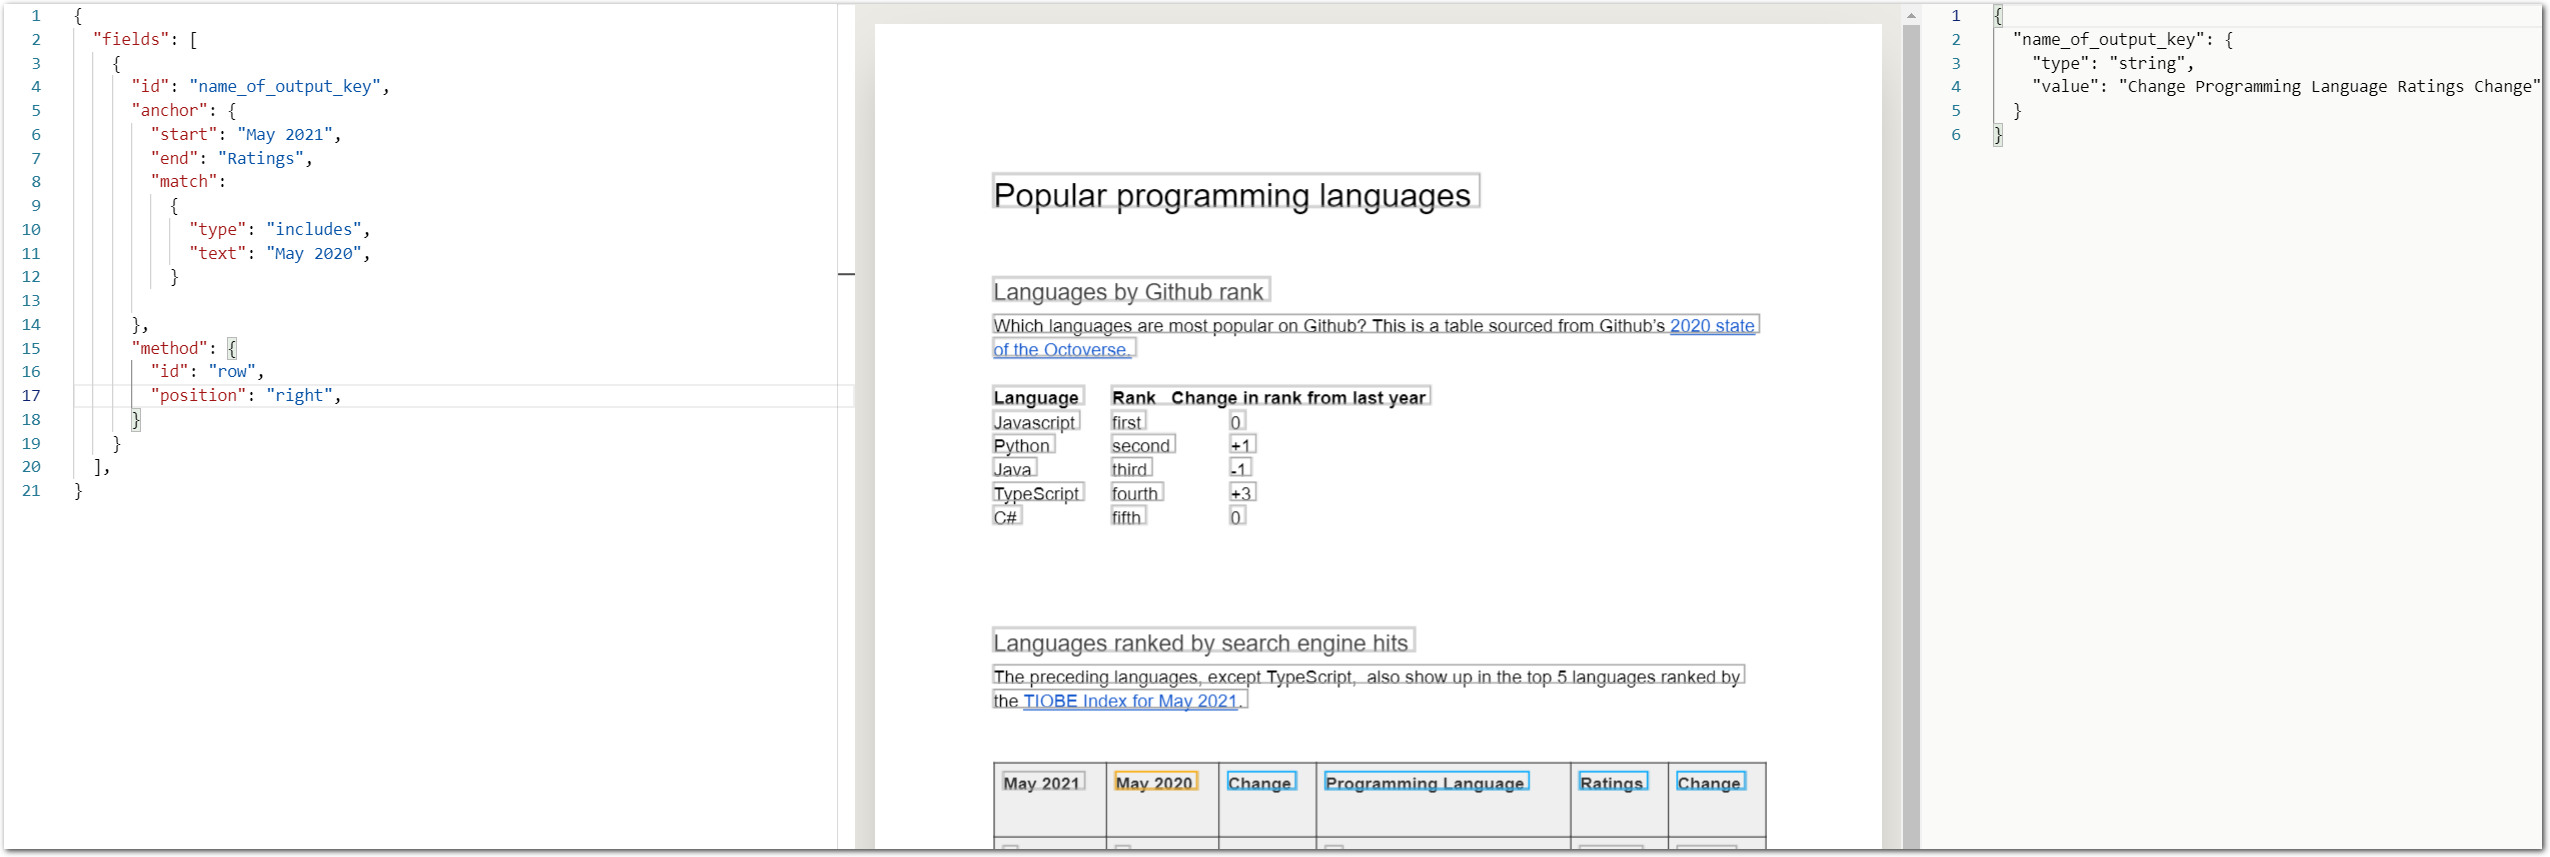 1 {
2 "fields": [
3 {
4 "id": "name_of_output_key",
5 "anchor": {
6 "start": "May 2021",
7 "end": "Ratings",
8 "match":
9 {
10 "type": "includes",
11 "text": "May 2020",
12 }
13
14 },
15 "method": {
16 "id": "row",
17 "position": "right",
18 }
19 }
20 ],
21 }
Popular programming languages
Languages by Github rank
Which languages are most popular on Github? This is a table sourced from Github's 2020 state
of the Octoverse.
Language Rank Change in rank from last year
Javascript first 0
Python second +1
Java third -1
TypeScript fourth +3
C# fifth 0
Languages ranked by search engine hits
The preceding languages, except TypeScript, also show up in the top 5 languages ranked by
the TIOBE Index for May 2021.
May 2021 May 2020 Change Programming Language Ratings Change
1 {
2 "name_of_output_key": {
3 "type": "string",
4 "value": "Change Programming Language Ratings Change"
5 }
6 }